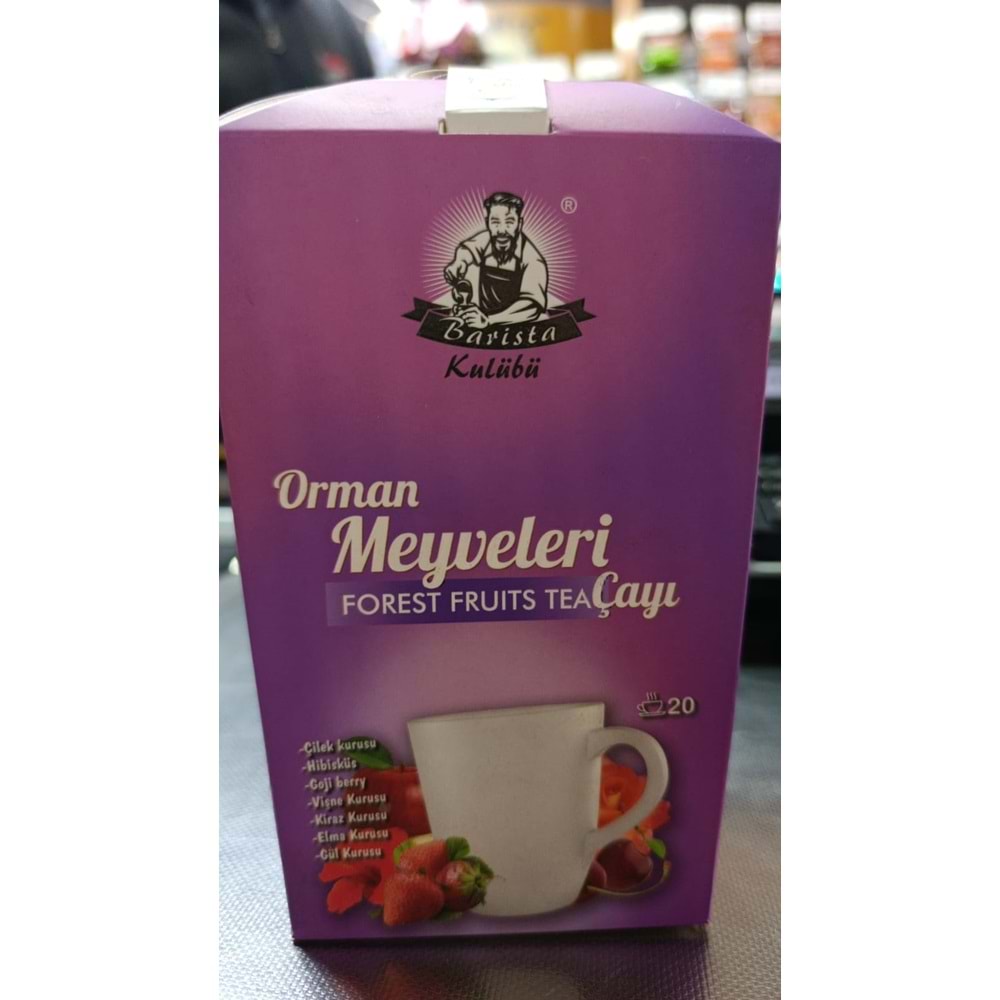 ®
Barista
Kulübü
Orman
Meyveleri
Çayı
FOREST FRUITS TEA
20
-Çilek kurusu
-Hibisküs
-Goji berry
-Vişne Kurusu
-Kiraz Kurusu
-Elma Kurusu
-Gül Kurusu